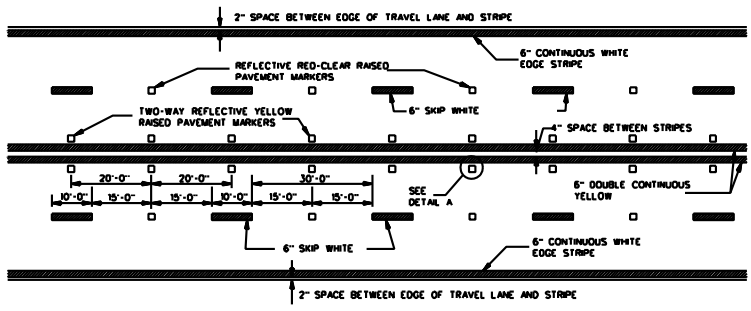 2" SPACE BETWEEN EDGE OF TRAVEL LANE AND STRIPE
6" CONTINUOUS WHITE
EDGE STRIPE
REFLECTIVE RED-CLEAR RAISED
PAVEMENT MARKERS
6" SKIP WHITE
TWO-WAY REFLECTIVE YELLOW
RAISED PAVEMENT MARKERS
4" SPACE BETWEEN STRIPES
20'-0" 20'-0" 30'-0"
10'-0" 15'-0" 15'-0" 10'-0" 15'-0" 15'-0"
SEE
DETAIL A
6" DOUBLE CONTINUOUS
YELLOW
6" SKIP WHITE
6" CONTINUOUS WHITE
EDGE STRIPE
2" SPACE BETWEEN EDGE OF TRAVEL LANE AND STRIPE